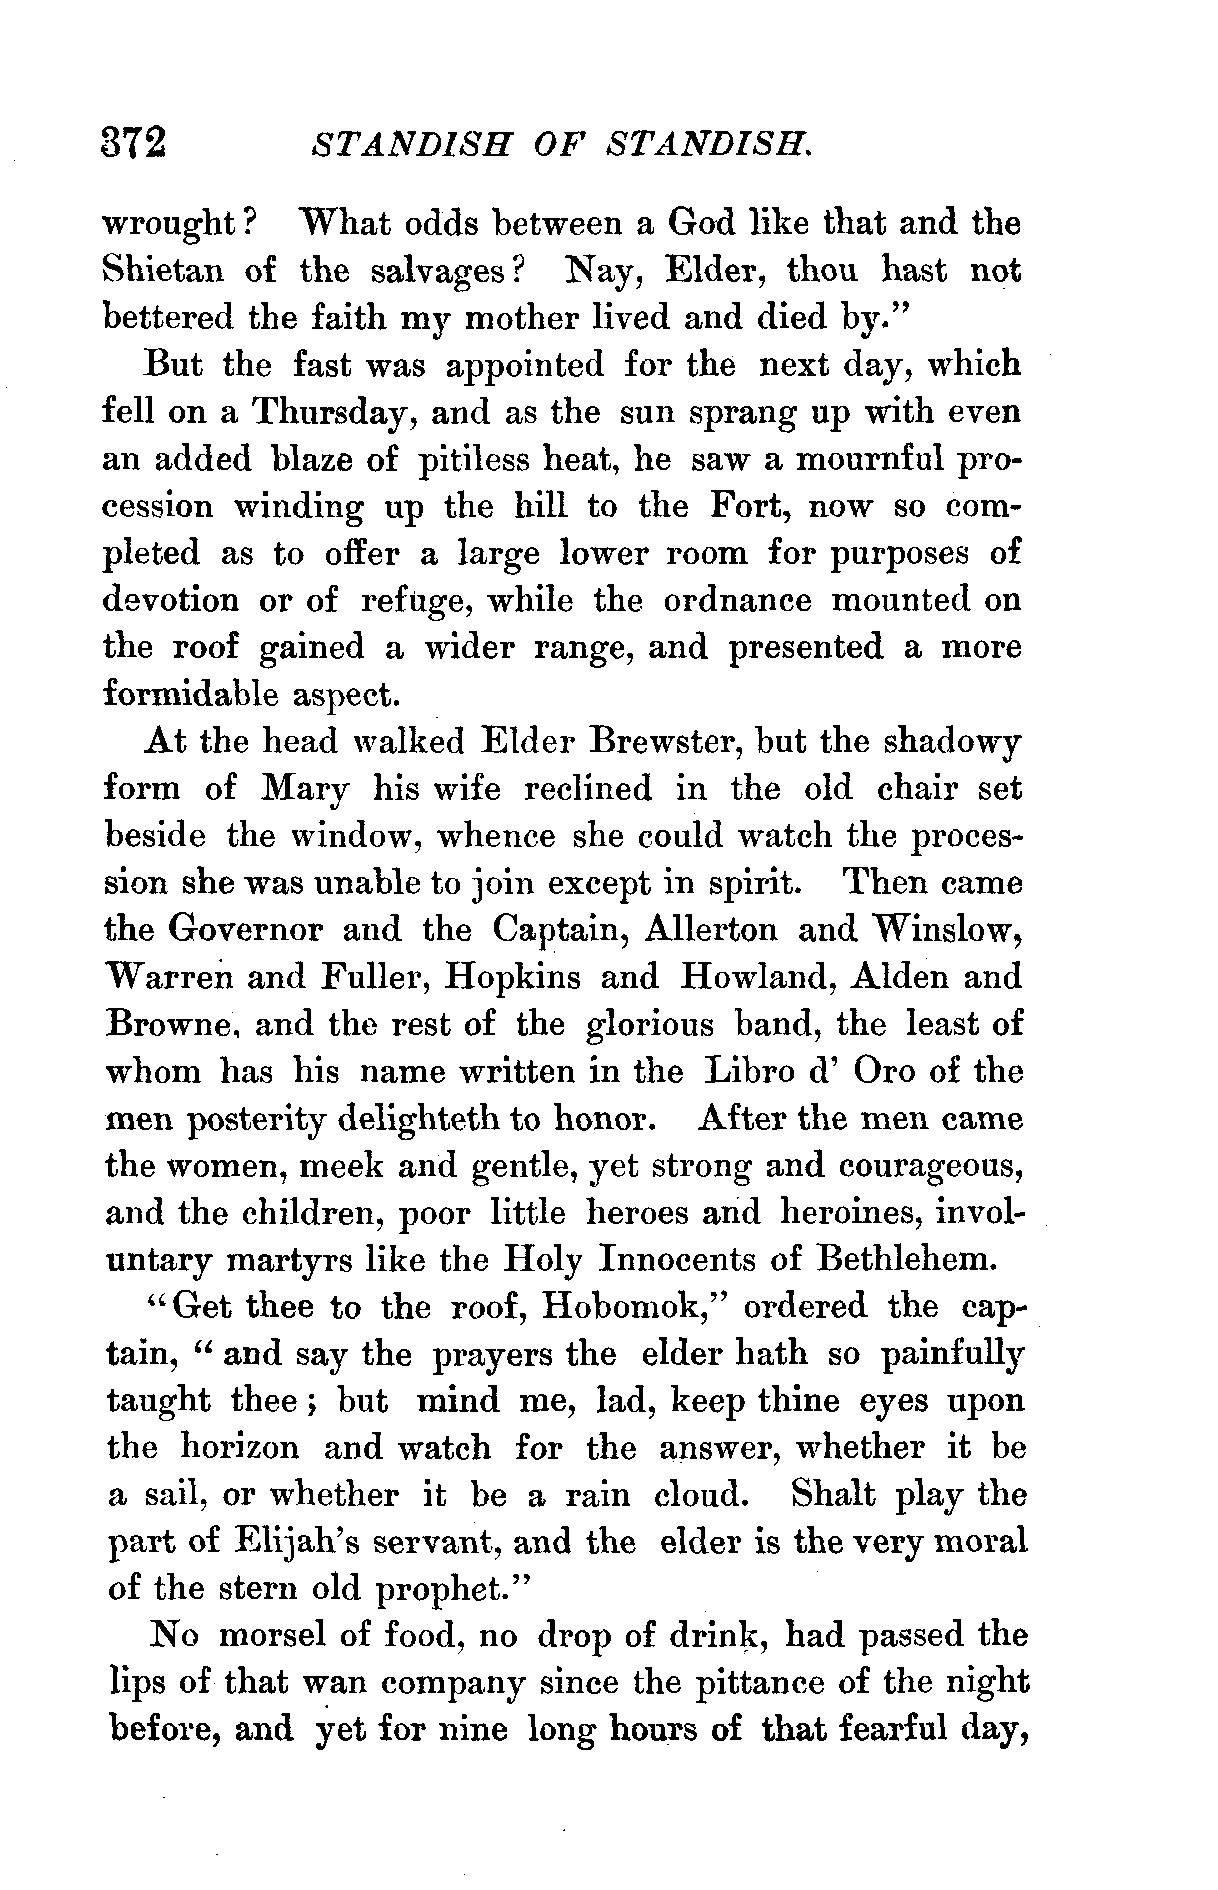 372 STANDISH OF STANDISH.
wrought? What odds between a God like that and the
Shietan of the salvages? Nay, Elder, thou hast not
bettered the faith my mother lived and died by."
But the fast was appointed for the next day, which
fell on a Thursday, and as the sun sprang up with even
an added blaze of pitiless heat, he saw a mournful pro-
cession winding up the hill to the Fort, now so com-
pleted as to offer a large lower room for purposes of
devotion or of refuge, while the ordnance mounted on
the roof gained a wider range, and presented a more
formidable aspect.
At the head walked Elder Brewster, but the shadowy
form of Mary his wife reclined in the old chair set
beside the window, whence she could watch the proces-
sion she was unable to join except in spirit. Then came
the Governor and the Captain, Allerton and Winslow,
Warren and Fuller, Hopkins and Howland, Alden and
Browne, and the rest of the glorious band, the least of
whom has his name written in the Libro d' Oro of the
men posterity delighteth to honor. After the men came
the women, meek and gentle, yet strong and courageous,
and the children, poor little heroes and heroines, invol-
untary martyrs like the Holy Innocents of Bethlehem.
"Get thee to the roof, Hobomok," ordered the cap-
tain, "and say the prayers the elder hath so painfully
taught thee; but mind me, lad, keep thine eyes upon
the horizon and watch for the answer, whether it be
a sail, or whether it be a rain cloud. Shalt play the
part of Elijah's servant, and the elder is the very moral
of the stern old prophet."
No morsel of food, no drop of drink, had passed the
lips of that wan company since the pittance of the night
before, and yet for nine long hours of that fearful day,